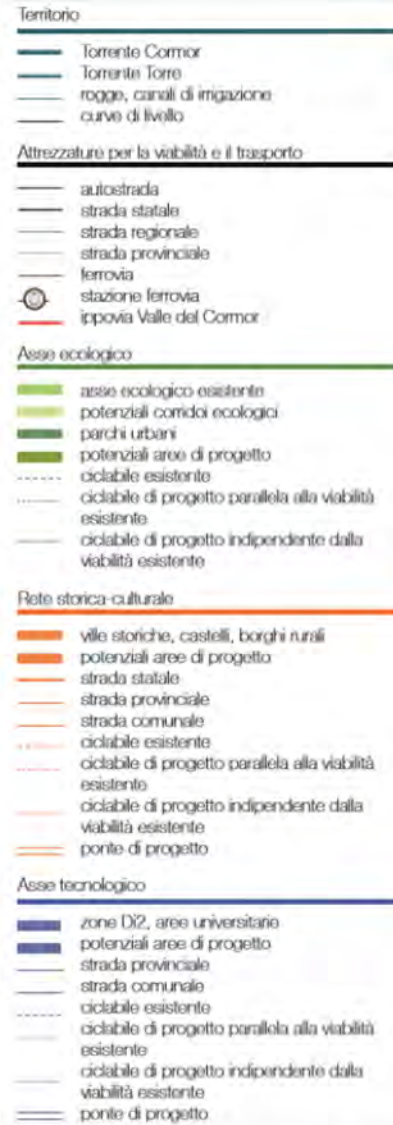 Territorio
Torrente Cormor
Torrente Torre
rogge, canali di irrigazione
curve di livello
Attrezzature per la viabilità e il trasporto
autostrada
strada statale
strada regionale
strada provinciale
ferrovia
stazione ferrovia
ippovia Valle del Cormor
Asse ecologico
asse ecologico esistente
potenziali corridoi ecologici
parchi urbani
potenziali aree di progetto
ciclabile esistente
ciclabile di progetto parallela alla viabilità
esistente
ciclabile di progetto indipendente dalla
viabilità esistente
Rete storica-culturale
ville storiche, castelli, borghi rurali
potenziali aree di progetto
strada statale
strada provinciale
strada comunale
ciclabile esistente
ciclabile di progetto parallela alla viabilità
esistente
ciclabile di progetto indipendente dalla
viabilità esistente
ponte di progetto
Asse tecnologico
zone Di2, aree universitarie
potenziali aree di progetto
strada provinciale
strada comunale
ciclabile esistente
ciclabile di progetto parallela alla viabilità
esistente
ciclabile di progetto indipendente dalla
viabilità esistente
ponte di progetto